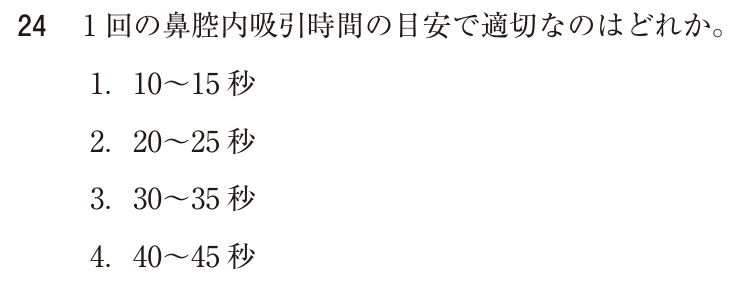 24 1回の鼻腔内吸引時間の目安で適切なのはどれか。
1. 10〜15秒
2. 20〜25秒
3. 30〜35秒
4. 40〜45秒